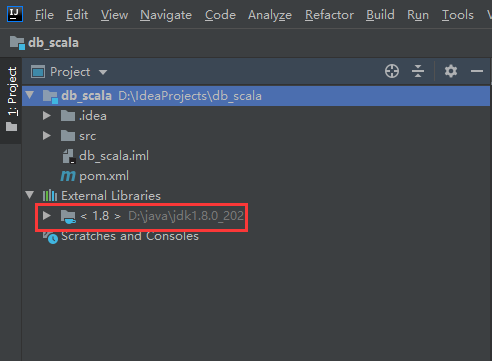 IJ File Edit View Navigate Code Analyze Refactor Build Run Tools
db_scala
1: Project
Project
db_scala D:\IdeaProjects\db_scala
.idea
src
db_scala.iml
m pom.xml
External Libraries
< 1.8 > D:\java\jdk1.8.0_202
Scratches and Consoles